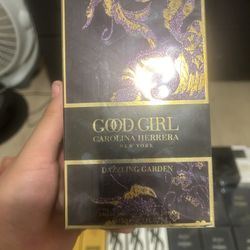 GOOD GIRL
CAROLINA HERRERA
NEW YORK
DAZZLING GARDEN